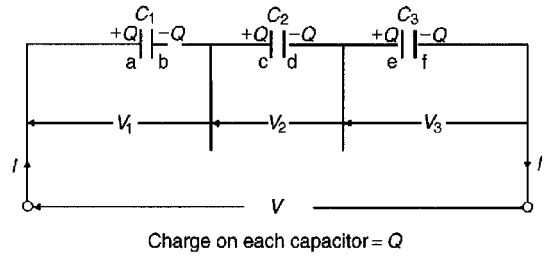 C1 C2 C3
+Q −Q +Q −Q +Q −Q
a b c d e f
V1 V2 V3
I I
V
Charge on each capacitor = Q